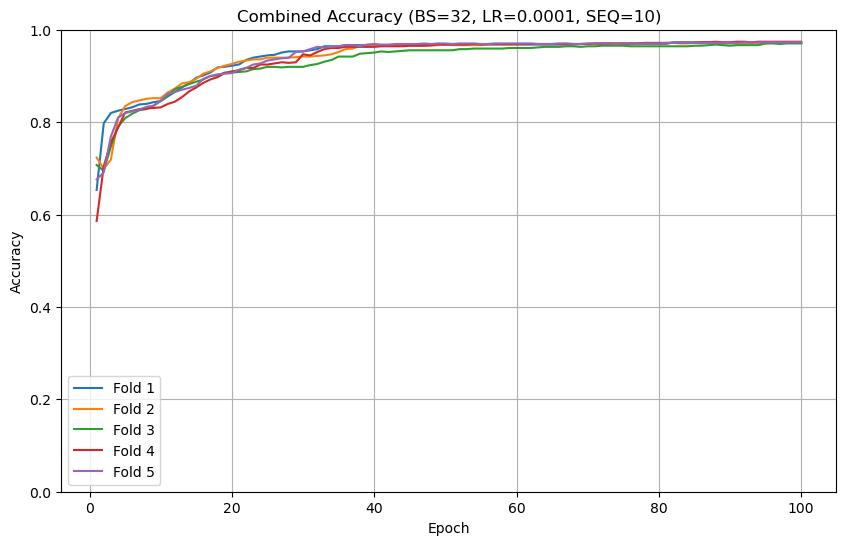 Combined Accuracy (BS=32, LR=0.0001, SEQ=10)
1.0
0.8
0.6
0.4
0.2
0.0
Accuracy
Fold 1
Fold 2
Fold 3
Fold 4
Fold 5
0 20 40 60 80 100
Epoch